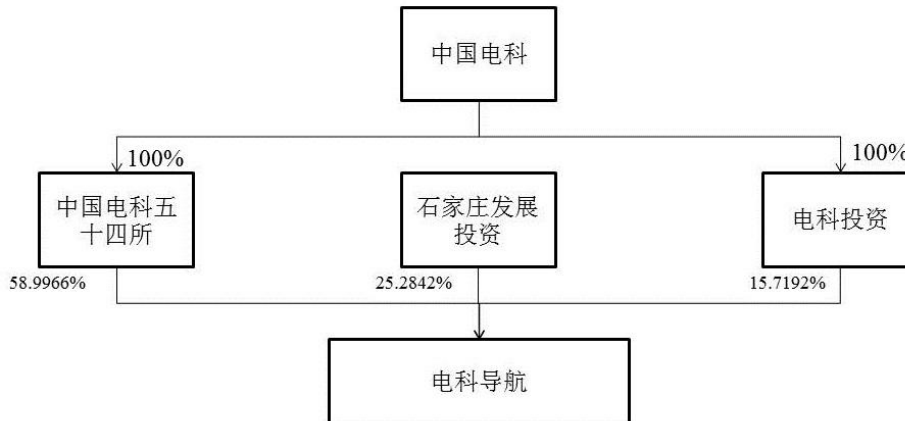 中国电科
100%
100%
中国电科五
十四所
石家庄发展
投资
电科投资
58.9966%
25.2842%
15.7192%
电科导航